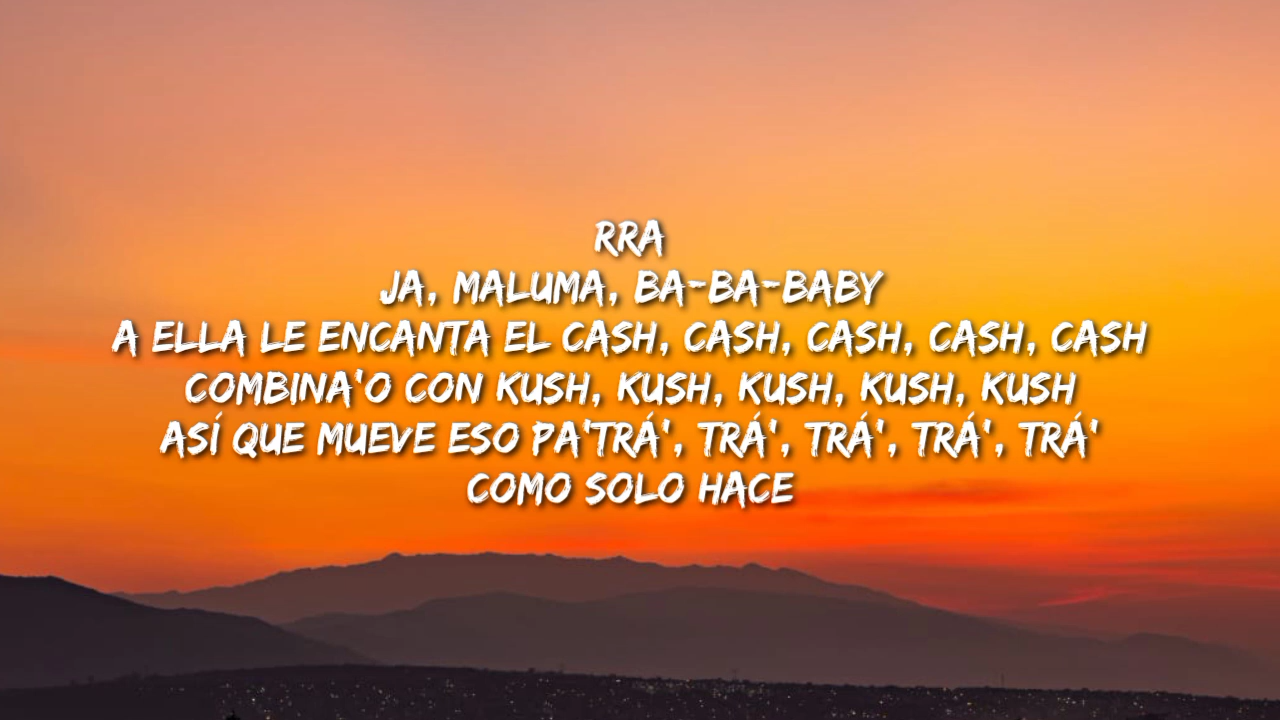 RRA
JA, MALUMA, BA-BA-BABY
A ELLA LE ENCANTA EL CASH, CASH, CASH, CASH, CASH
COMBINA'O CON KUSH, KUSH, KUSH, KUSH, KUSH
ASÍ QUE MUEVE ESO PA'TRÁ', TRÁ', TRÁ', TRÁ', TRÁ'
COMO SOLO HACE